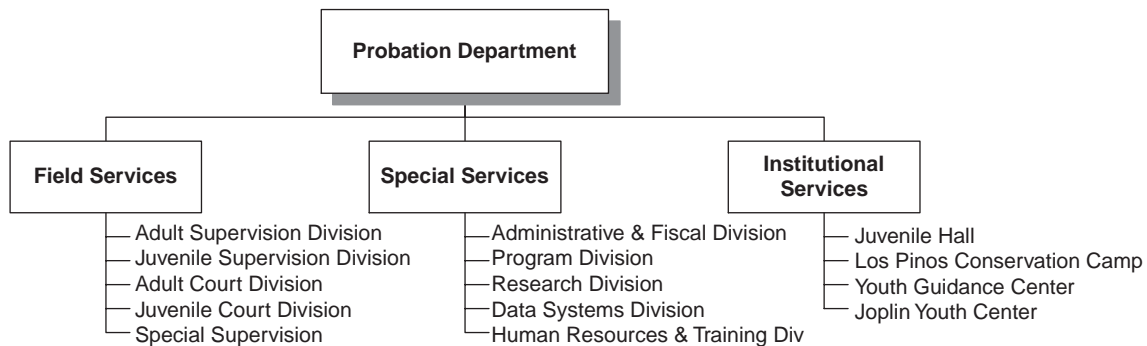 Probation Department
Field Services
Special Services
Institutional
Services
Adult Supervision Division
Juvenile Supervision Division
Adult Court Division
Juvenile Court Division
Special Supervision
Administrative & Fiscal Division
Program Division
Research Division
Data Systems Division
Human Resources & Training Div
Juvenile Hall
Los Pinos Conservation Camp
Youth Guidance Center
Joplin Youth Center